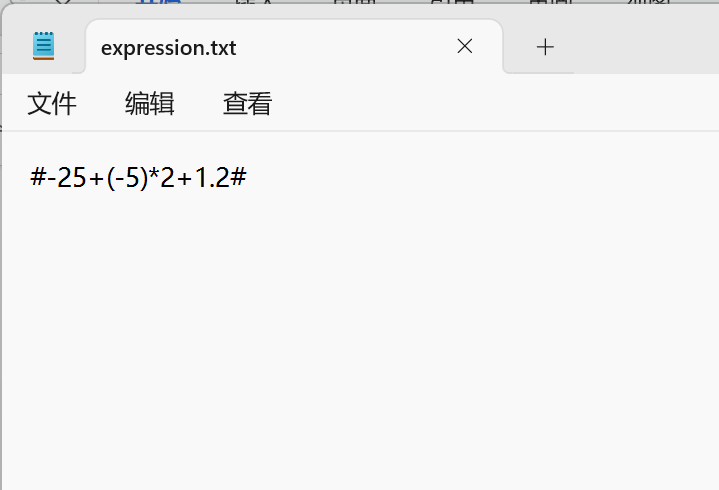 expression.txt
文件 编辑 查看
#-25+(-5)*2+1.2#